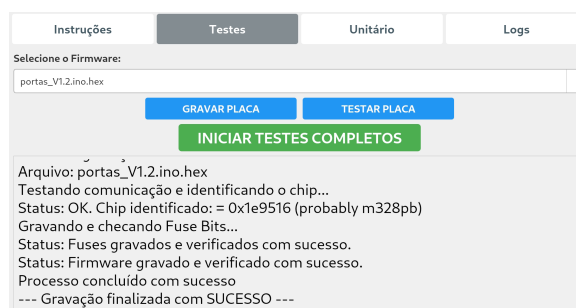 Instruções
Testes
Unitário
Logs
Selecione o Firmware:
portas_V1.2.ino.hex
GRAVAR PLACA
TESTAR PLACA
INICIAR TESTES COMPLETOS
Arquivo: portas_V1.2.ino.hex
Testando comunicação e identificando o chip...
Status: OK. Chip identificado: = 0x1e9516 (probably m328pb)
Gravando e checando Fuse Bits...
Status: Fuses gravados e verificados com sucesso.
Status: Firmware gravado e verificado com sucesso.
Processo concluído com sucesso
--- Gravação finalizada com SUCESSO ---